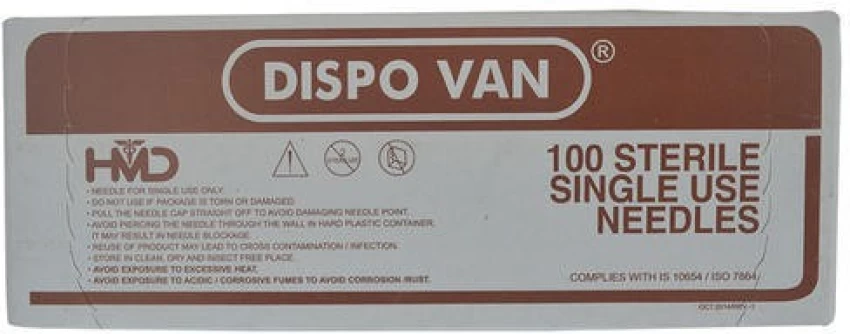 DISPO VAN ®
HMD
100 STERILE
SINGLE USE
NEEDLES
• NEEDLE FOR SINGLE USE ONLY.
• DO NOT USE IF PACKAGE IS TORN OR DAMAGED.
• PULL THE NEEDLE CAP STRAIGHT OFF TO AVOID DAMAGING NEEDLE POINT.
• AVOID PIERCING THE NEEDLE THROUGH THE WALL IN HARD PLASTIC CONTAINER,
IT MAY RESULT IN NEEDLE BLOCKAGE.
• REUSE OF PRODUCT MAY LEAD TO CROSS CONTAMINATION / INFECTION.
• STORE IN CLEAN, DRY AND INSECT FREE PLACE.
• AVOID EXPOSURE TO EXCESSIVE HEAT.
• AVOID EXPOSURE TO ACIDIC / CORROSIVE FUMES TO AVOID CORROSION /RUST.
COMPLIES WITH IS 10654 / ISO 7864